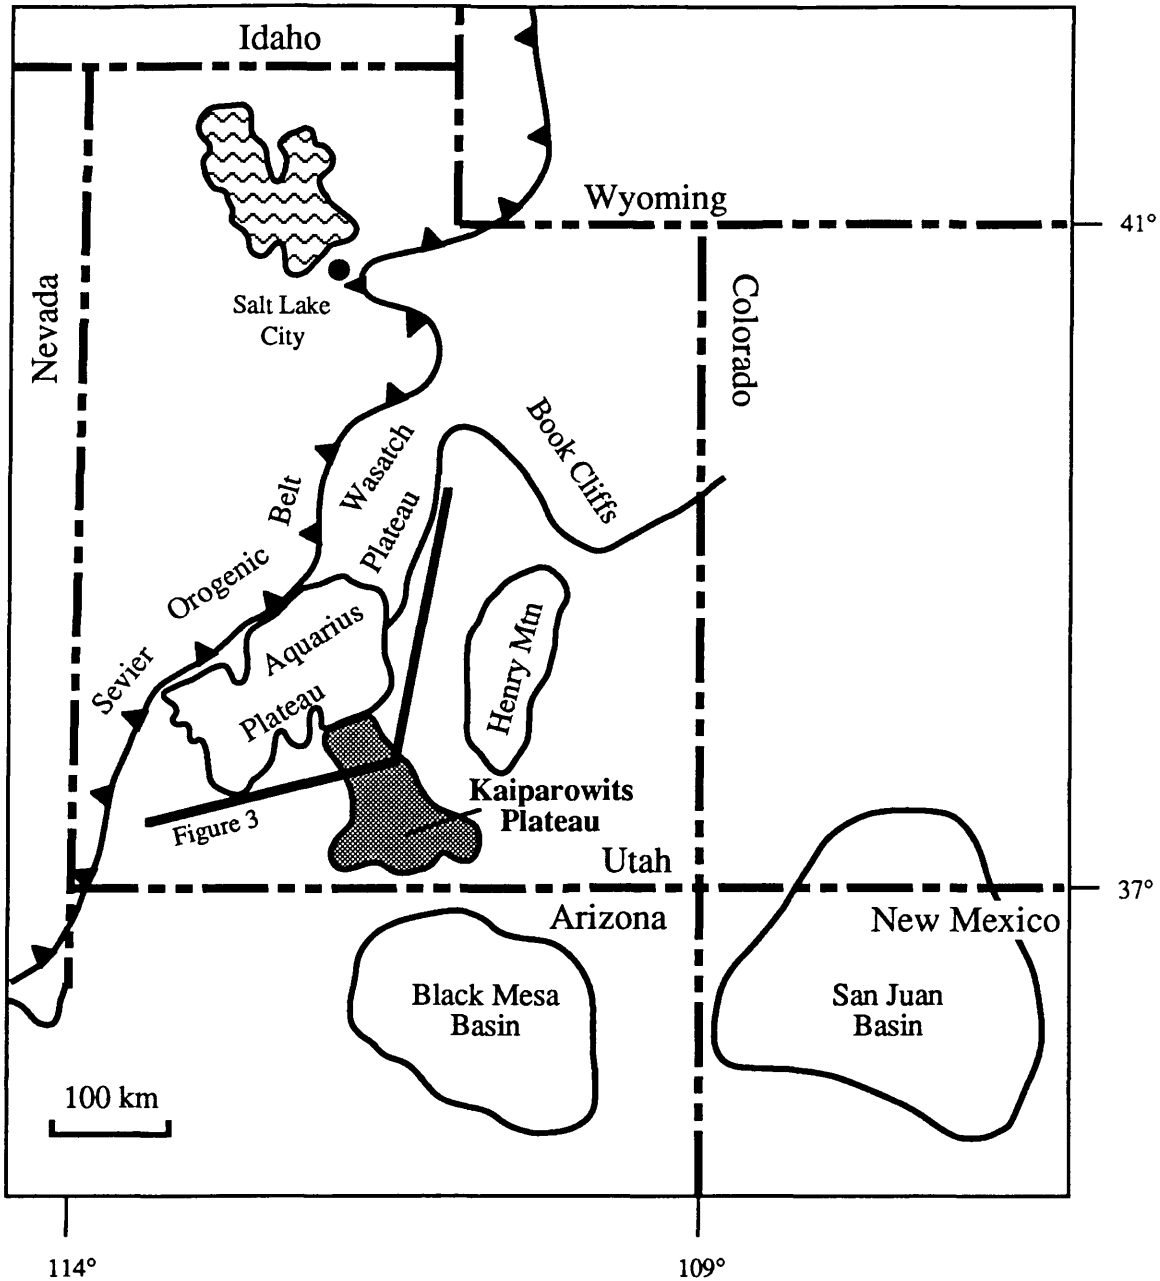 Idaho
Wyoming
41°
Nevada
Salt Lake
City
Colorado
Book Cliffs
Wasatch
Plateau
Sevier Orogenic Belt
Aquarius
Plateau
Henry Mtn
Kaiparowits
Plateau
Figure 3
Utah
37°
Arizona
New Mexico
Black Mesa
Basin
San Juan
Basin
100 km
114°
109°